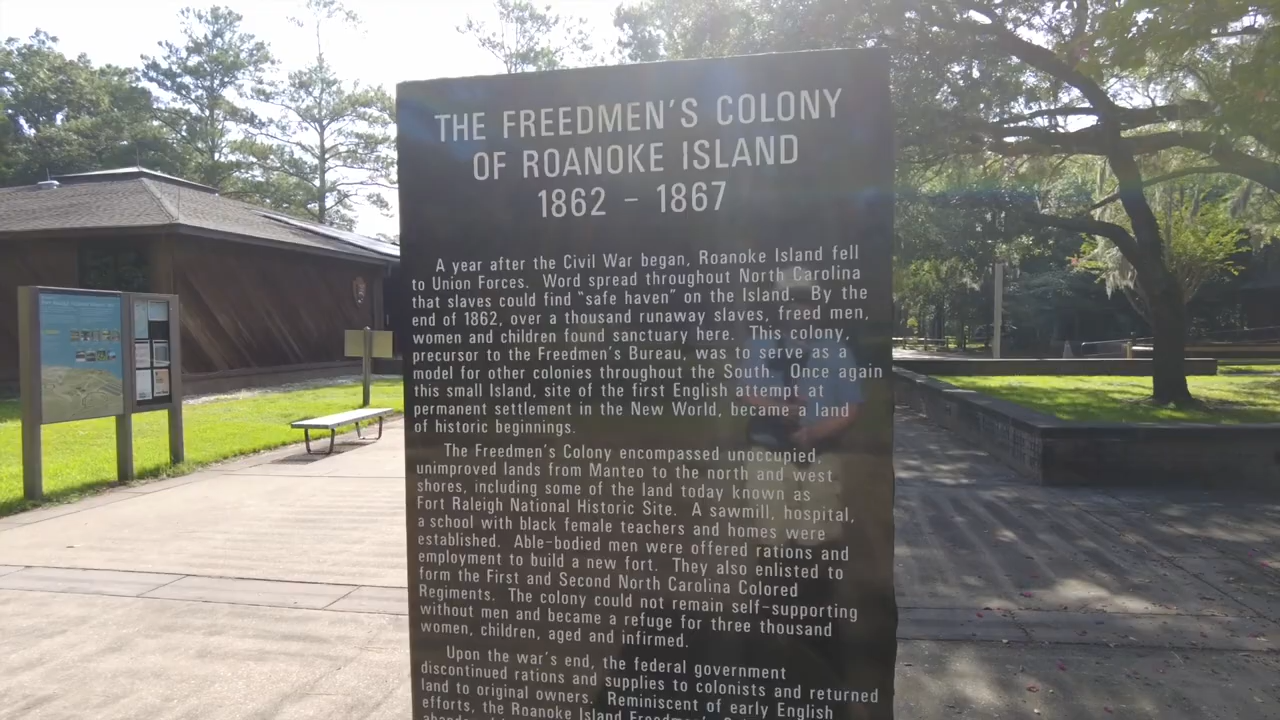 THE FREEDMEN'S COLONY
OF ROANOKE ISLAND
1862 - 1867
A year after the Civil War began, Roanoke Island fell
to Union Forces. Word spread throughout North Carolina
that slaves could find "safe haven" on the Island. By the
end of 1862, over a thousand runaway slaves, freed men,
women and children found sanctuary here. This colony,
precursor to the Freedmen's Bureau, was to serve as a
model for other colonies throughout the South. Once again
this small Island, site of the first English attempt at
permanent settlement in the New World, became a land
of historic beginnings.
The Freedmen's Colony encompassed unoccupied,
unimproved lands from Manteo to the north and west
shores, including some of the land today known as
Fort Raleigh National Historic Site. A sawmill, hospital,
a school with black female teachers and homes were
established. Able-bodied men were offered rations and
employment to build a new fort. They also enlisted to
form the First and Second North Carolina Colored
Regiments. The colony could not remain self-supporting
without men and became a refuge for three thousand
women, children, aged and infirmed.
Upon the war's end, the federal government
discontinued rations and supplies to colonists and returned
land to original owners. Reminiscent of early English
efforts, the Roanoke Island